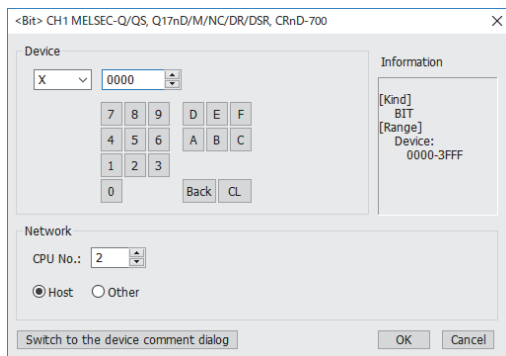 <Bit> CH1 MELSEC-Q/QS, Q17nD/M/NC/DR/DSR, CRnD-700
Device
X 0000
7 8 9 D E F
4 5 6 A B C
1 2 3
0 Back CL
Information
[Kind]
BIT
[Range]
Device:
0000-3FFF
Network
CPU No.: 2
Host Other
Switch to the device comment dialog OK Cancel